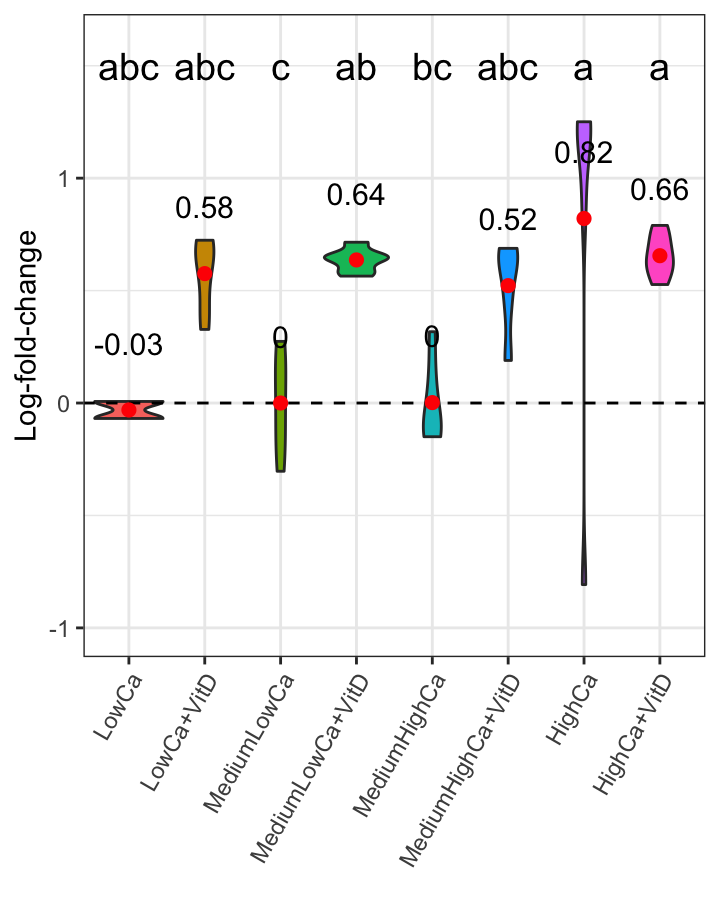 abc abc c ab bc abc a a
0.82
0.64
0.66
0.58
0.52
0
0
-0.03
1
0
-1
Log-fold-change
LowCa
LowCa+VitD
MediumLowCa
MediumLowCa+VitD
MediumHighCa
MediumHighCa+VitD
HighCa
HighCa+VitD